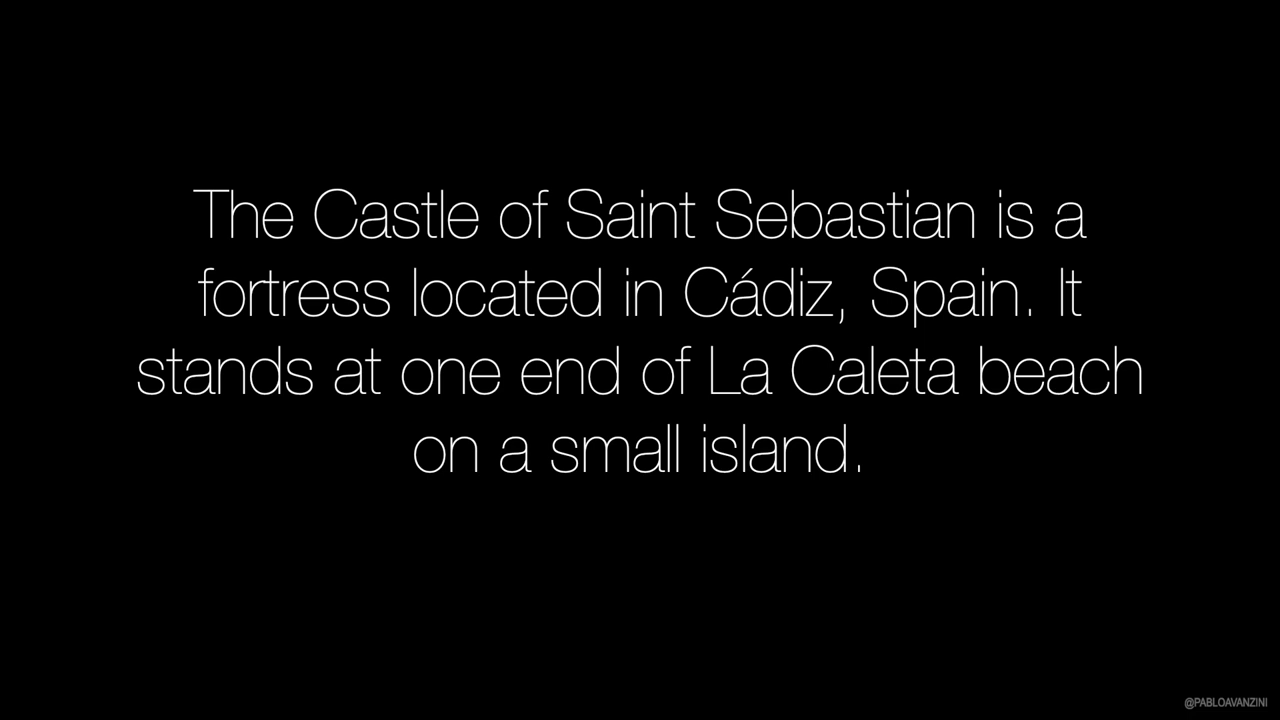 The Castle of Saint Sebastian is a
fortress located in Cádiz, Spain. It
stands at one end of La Caleta beach
on a small island.
@PABLOAVANZINI